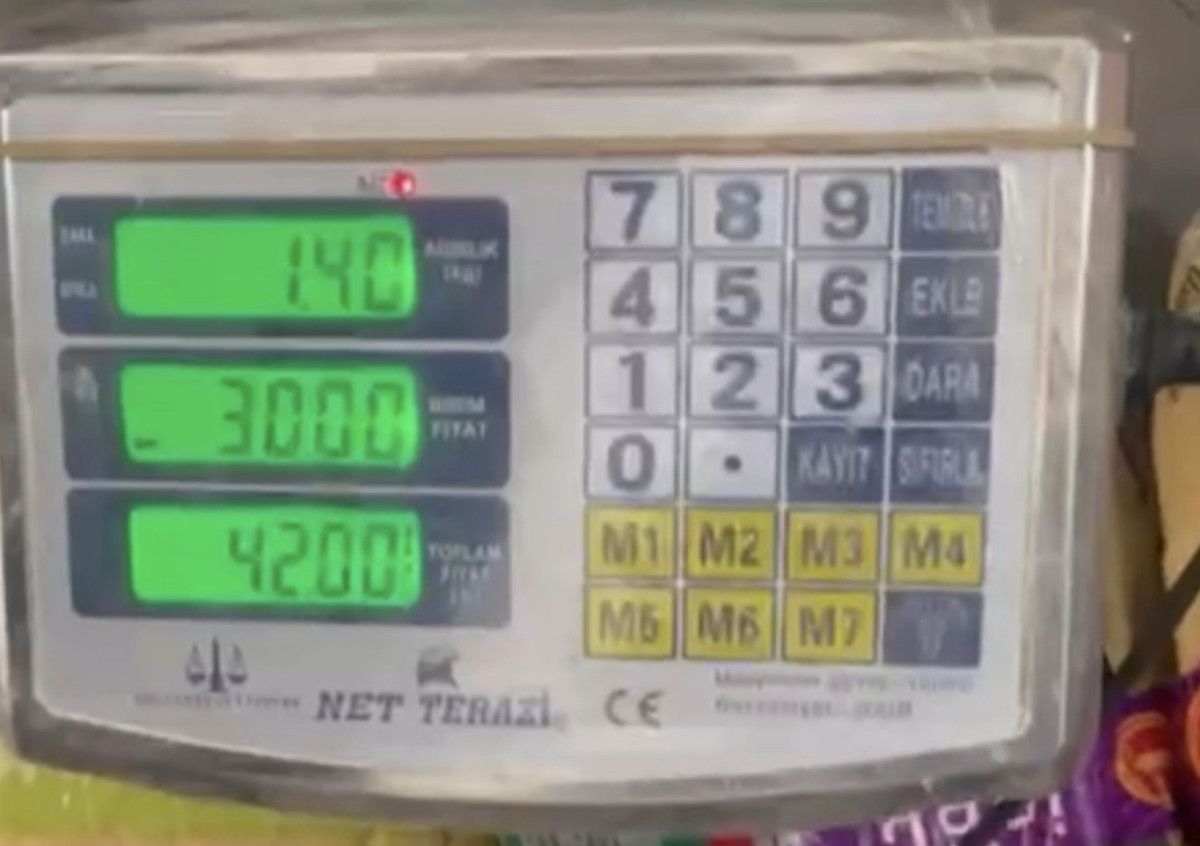 1.40
AĞIRLIK
(kg)
30.00
BİRİM
FİYAT
42.00
TOPLAM
FİYAT
7 8 9 TEMİZLE
4 5 6 EKLE
1 2 3 DARA
0 . KAYIT SIFIRLA
M1 M2 M3 M4
M5 M6 M7
NET TERAZİ CE